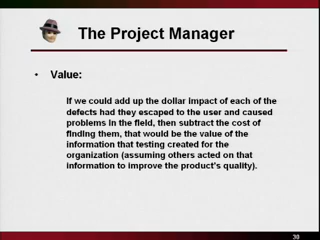 The Project Manager
• Value:
If we could add up the dollar impact of each of the
defects had they escaped to the user and caused
problems in the field, then subtract the cost of
finding them, that would be the value of the
information that testing created for the
organization (assuming others acted on that
information to improve the product's quality).
30